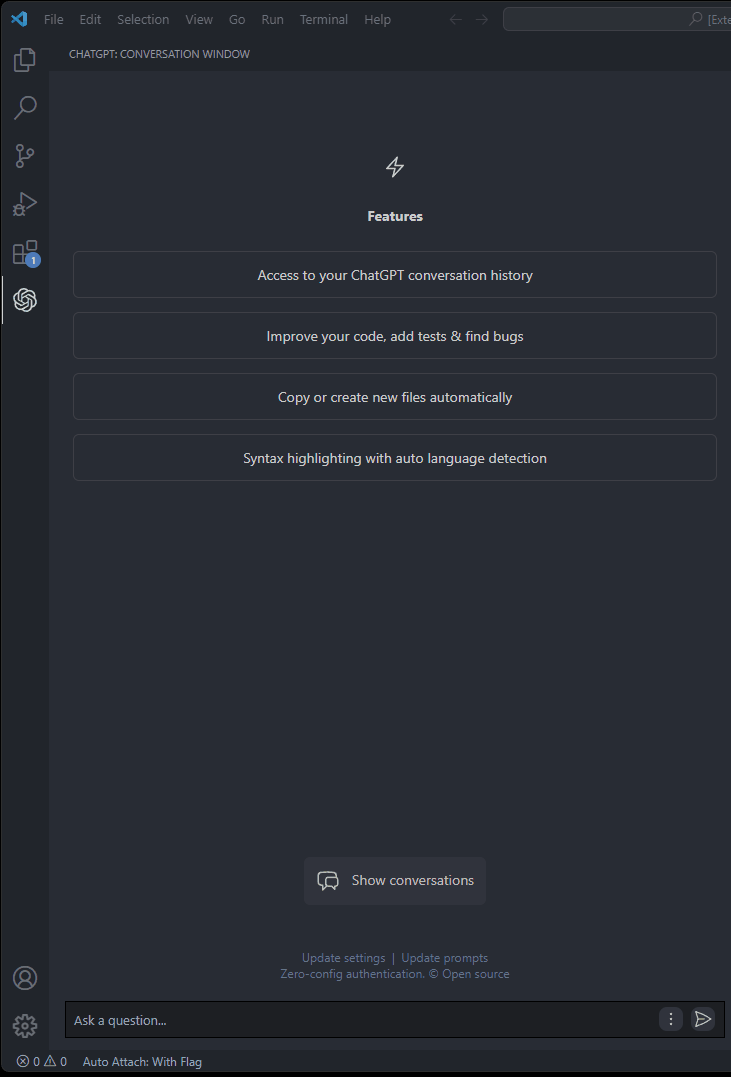 File Edit Selection View Go Run Terminal Help
CHATGPT: CONVERSATION WINDOW
Features
Access to your ChatGPT conversation history
Improve your code, add tests & find bugs
1
Copy or create new files automatically
Syntax highlighting with auto language detection
Show conversations
Update settings | Update prompts
Zero-config authentication. © Open source
Ask a question...
0 0 Auto Attach: With Flag